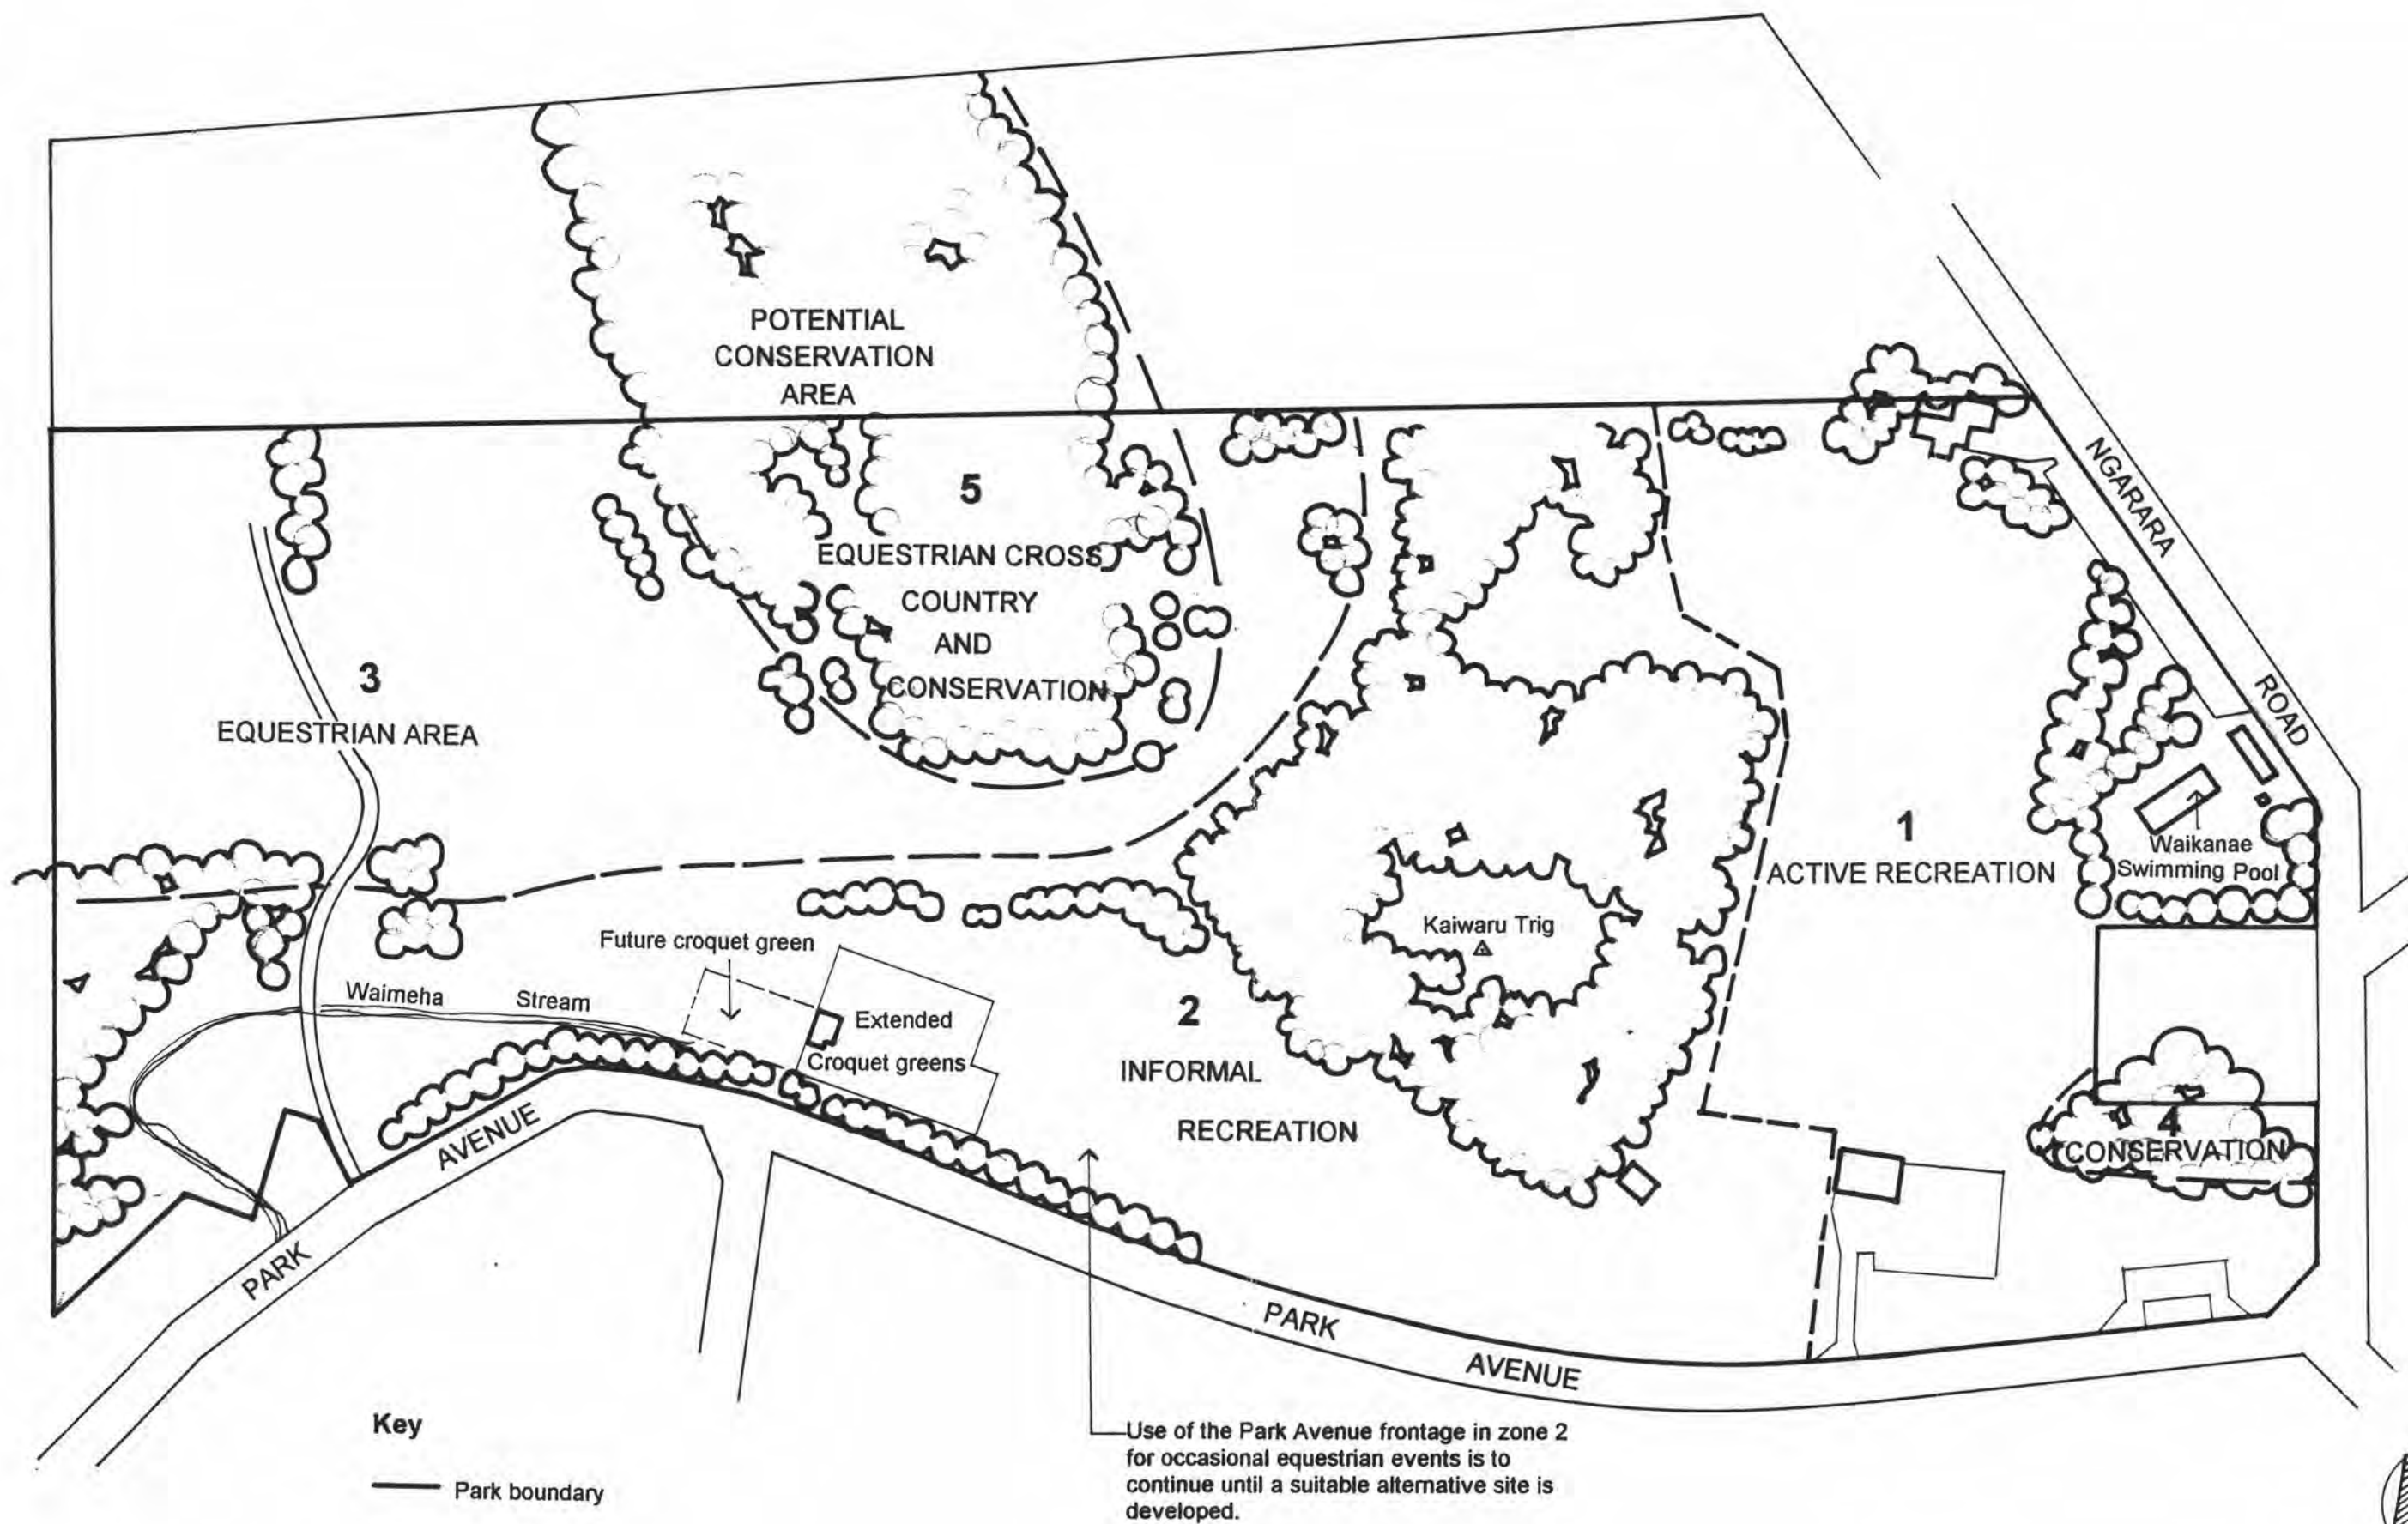 POTENTIAL
CONSERVATION
AREA
NGARARA
ROAD
5
EQUESTRIAN CROSS
COUNTRY
AND
CONSERVATION
3
EQUESTRIAN AREA
1
ACTIVE RECREATION
Waikanae
Swimming Pool
Kaiwaru Trig
Future croquet green
Waimeha Stream
Extended
Croquet greens
2
INFORMAL
RECREATION
4
CONSERVATION
PARK
AVENUE
PARK
AVENUE
Key
Park boundary
Use of the Park Avenue frontage in zone 2
for occasional equestrian events is to
continue until a suitable alternative site is
developed.